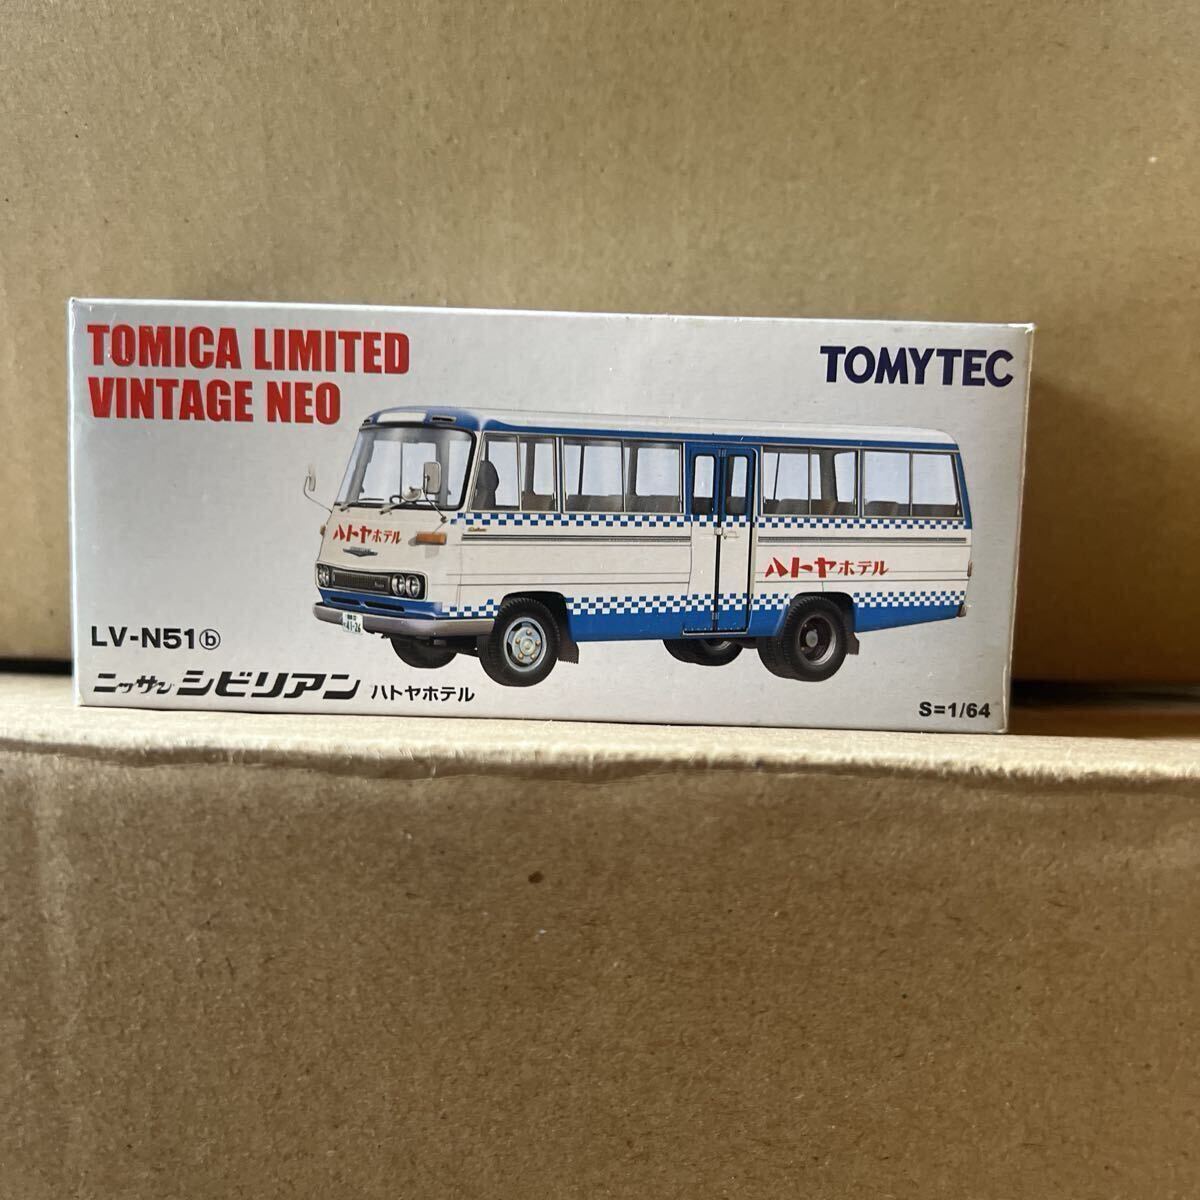 TOMICA LIMITED
VINTAGE NEO
TOMYTEC
ハトヤホテル
ハトヤホテル
LV-N51ⓑ
ニッサン シビリアン ハトヤホテル
S=1/64